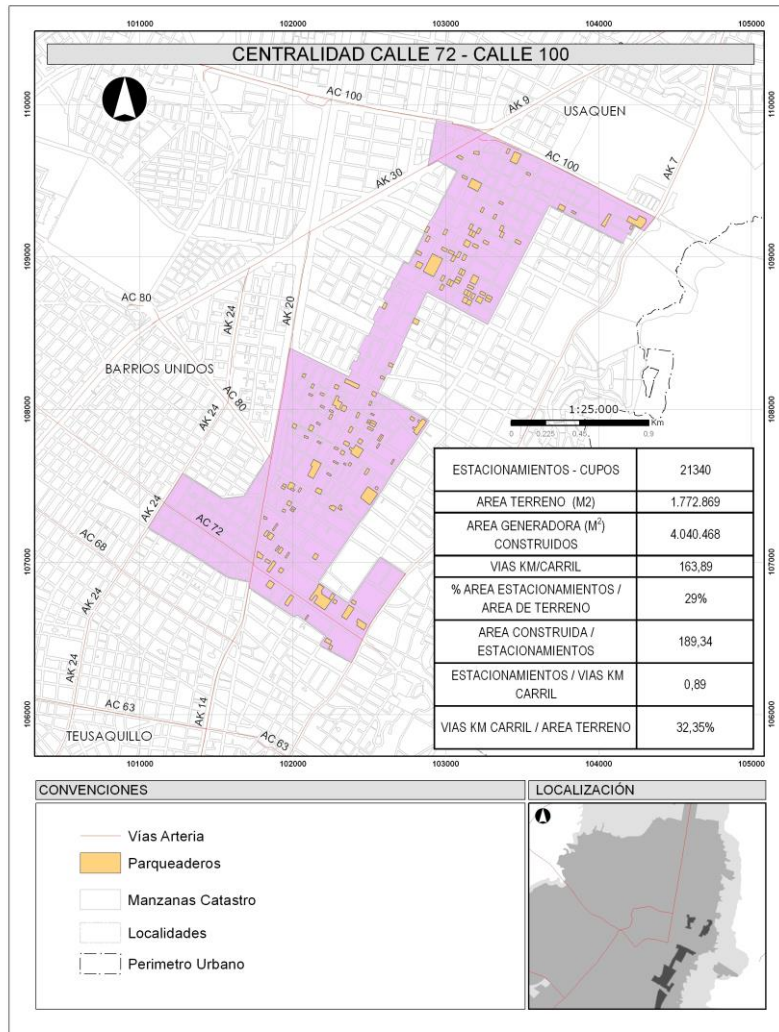 101000 102000 103000 104000 105000
CENTRALIDAD CALLE 72 - CALLE 100
110000
109000
108000
107000
106000
AC 100
AK 9
USAQUEN
AC 100
AK 7
AK 30
AC 80
AK 24
AK 20
BARRIOS UNIDOS
AC 80
AK 24
1:25.000
Km
0 0.225 0.45 0.9
AK 24
AC 72
AC 68
AK 24
AK 24
AK 14
AC 63
TEUSAQUILLO
AC 63
ESTACIONAMIENTOS - CUPOS 21340
AREA TERRENO (M2) 1.772.869
AREA GENERADORA (M²)
CONSTRUIDOS 4.040.468
VIAS KM/CARRIL 163,89
% AREA ESTACIONAMIENTOS /
AREA DE TERRENO 29%
AREA CONSTRUIDA /
ESTACIONAMIENTOS 189,34
ESTACIONAMIENTOS / VIAS KM
CARRIL 0,89
VIAS KM CARRIL / AREA TERRENO 32,35%
110000
109000
108000
107000
106000
101000 102000 103000 104000 105000
CONVENCIONES
Vías Arteria
Parqueaderos
Manzanas Catastro
Localidades
Perimetro Urbano
LOCALIZACIÓN